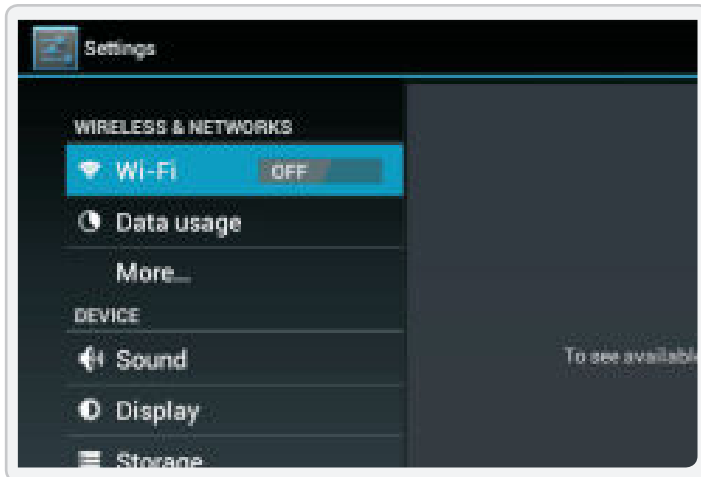 Settings
WIRELESS & NETWORKS
Wi-Fi OFF
Data usage
More...
DEVICE
Sound
To see available
Display
Storage